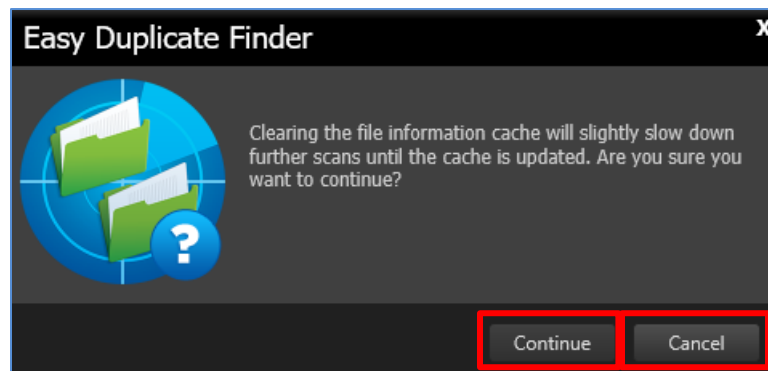 Easy Duplicate Finder
X
Clearing the file information cache will slightly slow down
further scans until the cache is updated. Are you sure you
want to continue?
?
Continue
Cancel